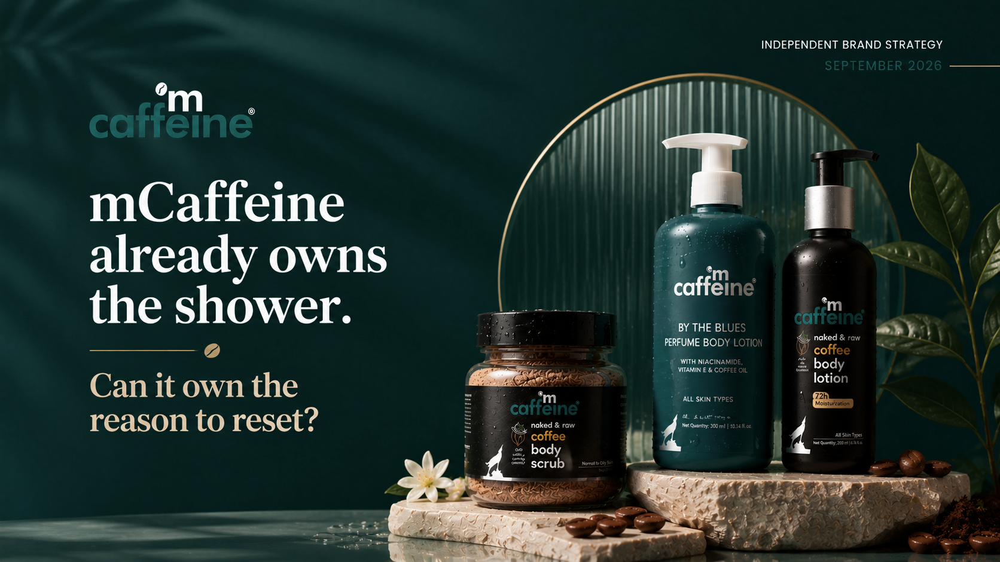 INDEPENDENT BRAND STRATEGY
SEPTEMBER 2026
m
caffeine
mCaffeine
already owns
the shower.
Can it own the
reason to reset?
m
caffeine
naked & raw
coffee
body
scrub
Normal to Oily Skin
m
caffeine
BY THE BLUES
PERFUME BODY LOTION
WITH NIACINAMIDE,
VITAMIN E & COFFEE OIL
ALL SKIN TYPES
Net Quantity: 300 ml | 10.14 fl.oz.
m
caffeine
naked & raw
coffee
body
lotion
72h
Moisturization
All Skin Types
Net Quantity: 200 ml |